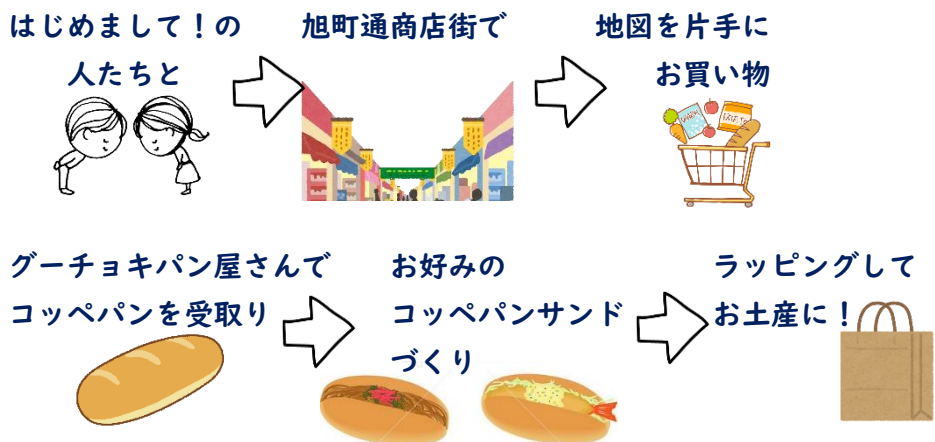 はじめまして！の
人たちと
旭町通商店街で
地図を片手に
お買い物
グーチョキパン屋さんで
コッペパンを受取り
お好みの
コッペパンサンド
づくり
ラッピングして
お土産に！